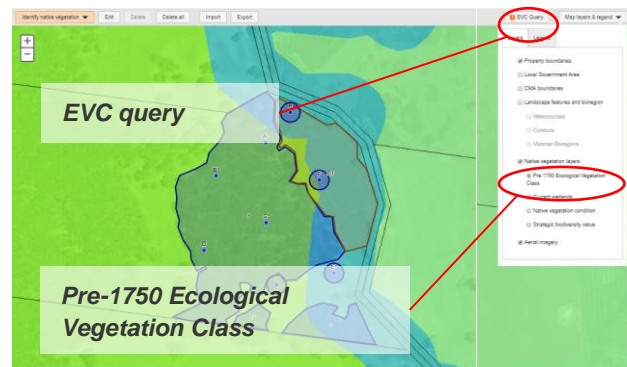 Identify native vegetation
Edit
Delete
Delete all
Import
Export
EVC Query
Map layers & legend
+
−
Layers
Legend
Property boundaries
Local Government Area
CMA boundaries
Landscape features and bioregion
Watercourses
Contours
Victorian Bioregions
Native vegetation layers
Pre 1750 Ecological Vegetation
Class
Current wetlands
Native vegetation condition
Strategic biodiversity value
Aerial imagery
EVC query
Pre-1750 Ecological
Vegetation Class